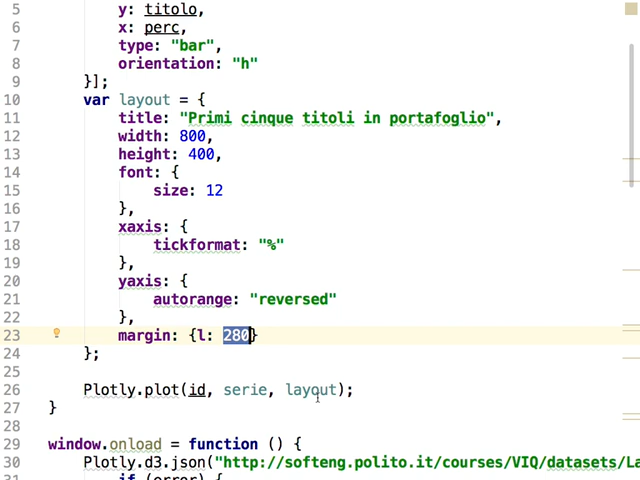 5 y: titolo,
6 x: perc,
7 type: "bar",
8 orientation: "h"
9 }];
10 var layout = {
11 title: "Primi cinque titoli in portafoglio",
12 width: 800,
13 height: 400,
14 font: {
15 size: 12
16 },
17 xaxis: {
18 tickformat: "%"
19 },
20 yaxis: {
21 autorange: "reversed"
22 },
23 margin: {l: 280}
24 };
25
26 Plotly.plot(id, serie, layout);
27 }
28
29 window.onload = function () {
30 Plotly.d3.json("http://softeng.polito.it/courses/VIQ/datasets/La
31 if (error) {